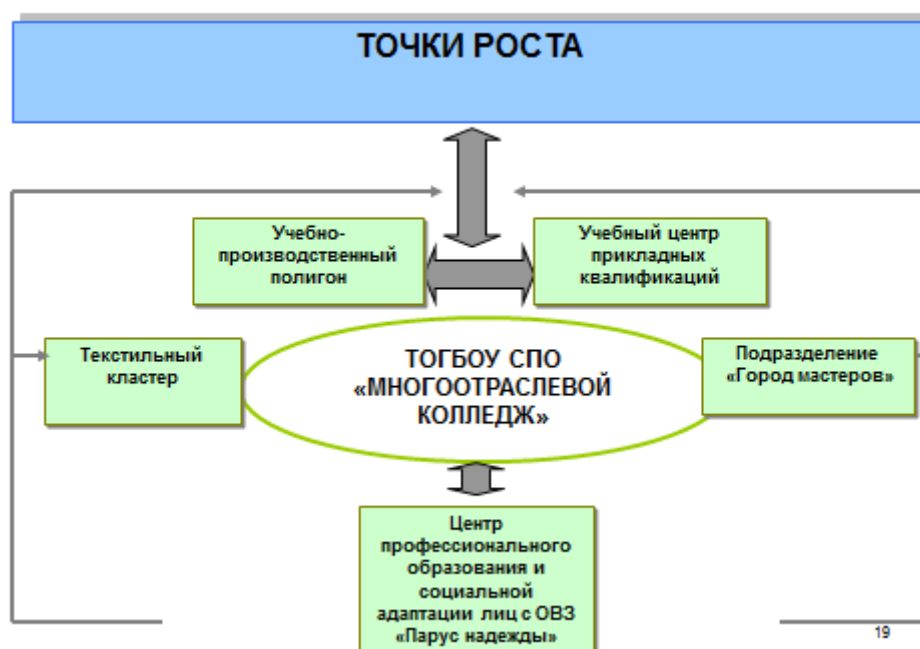 ТОЧКИ РОСТА
Учебно-
производственный
полигон
Учебный центр
прикладных
квалификаций
Текстильный
кластер
ТОГБОУ СПО
«МНОГООТРАСЛЕВОЙ
КОЛЛЕДЖ»
Подразделение
«Город мастеров»
Центр
профессионального
образования и
социальной
адаптации лиц с ОВЗ
«Парус надежды»
19